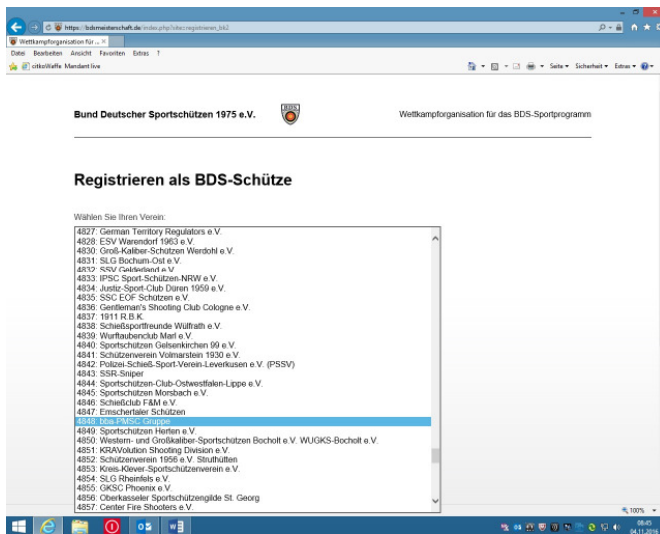 https://bdsmeisterschaft.de/index.php?site=registrieren_bk2
Wettkampforganisation für ...
Datei Bearbeiten Ansicht Favoriten Extras ?
citkoWaffe Mandant live
Seite Sicherheit Extras
Bund Deutscher Sportschützen 1975 e.V.
BDS
Wettkampforganisation für das BDS-Sportprogramm
Registrieren als BDS-Schütze
Wählen Sie Ihren Verein:
4827: German Territory Regulators e.V.
4828: ESV Warendorf 1963 e.V.
4830: Groß-Kaliber-Schützen Werdohl e.V.
4831: SLG Bochum-Ost e.V.
4832: SSV Gelderland e.V.
4833: IPSC Sport-Schützen-NRW e.V.
4834: Justiz-Sport-Club Düren 1959 e.V.
4835: SSC EOF Schützen e.V.
4836: Gentleman's Shooting Club Cologne e.V.
4837: 1911 R.B.K.
4838: Schießsportfreunde Wülfrath e.V.
4839: Wurftaubenclub Marl e.V.
4840: Sportschützen Gelsenkirchen 99 e.V.
4841: Schützenverein Volmarstein 1930 e.V.
4842: Polizei-Schieß-Sport-Verein-Leverkusen e.V. (PSSV)
4843: SSR-Sniper
4844: Sportschützen-Club-Ostwestfalen-Lippe e.V.
4845: Sportschützen Morsbach e.V.
4846: Schießclub F&M e.V.
4847: Emschertaler Schützen
4848: bba-PMSC Gruppe
4849: Sportschützen Herten e.V.
4850: Western- und Großkaliber-Sportschützen Bocholt e.V. WUGKS-Bocholt e.V.
4851: KRAVolution Shooting Division e.V.
4852: Schützenverein 1956 e.V. Struthütten
4853: Kreis-Klever-Sportschützenverein e.V.
4854: SLG Rheinfels e.V.
4855: GKSC Phoenix e.V.
4856: Oberkasseler Sportschützengilde St. Georg
4857: Center Fire Shooters e.V.
100%
08:45
04.11.2016